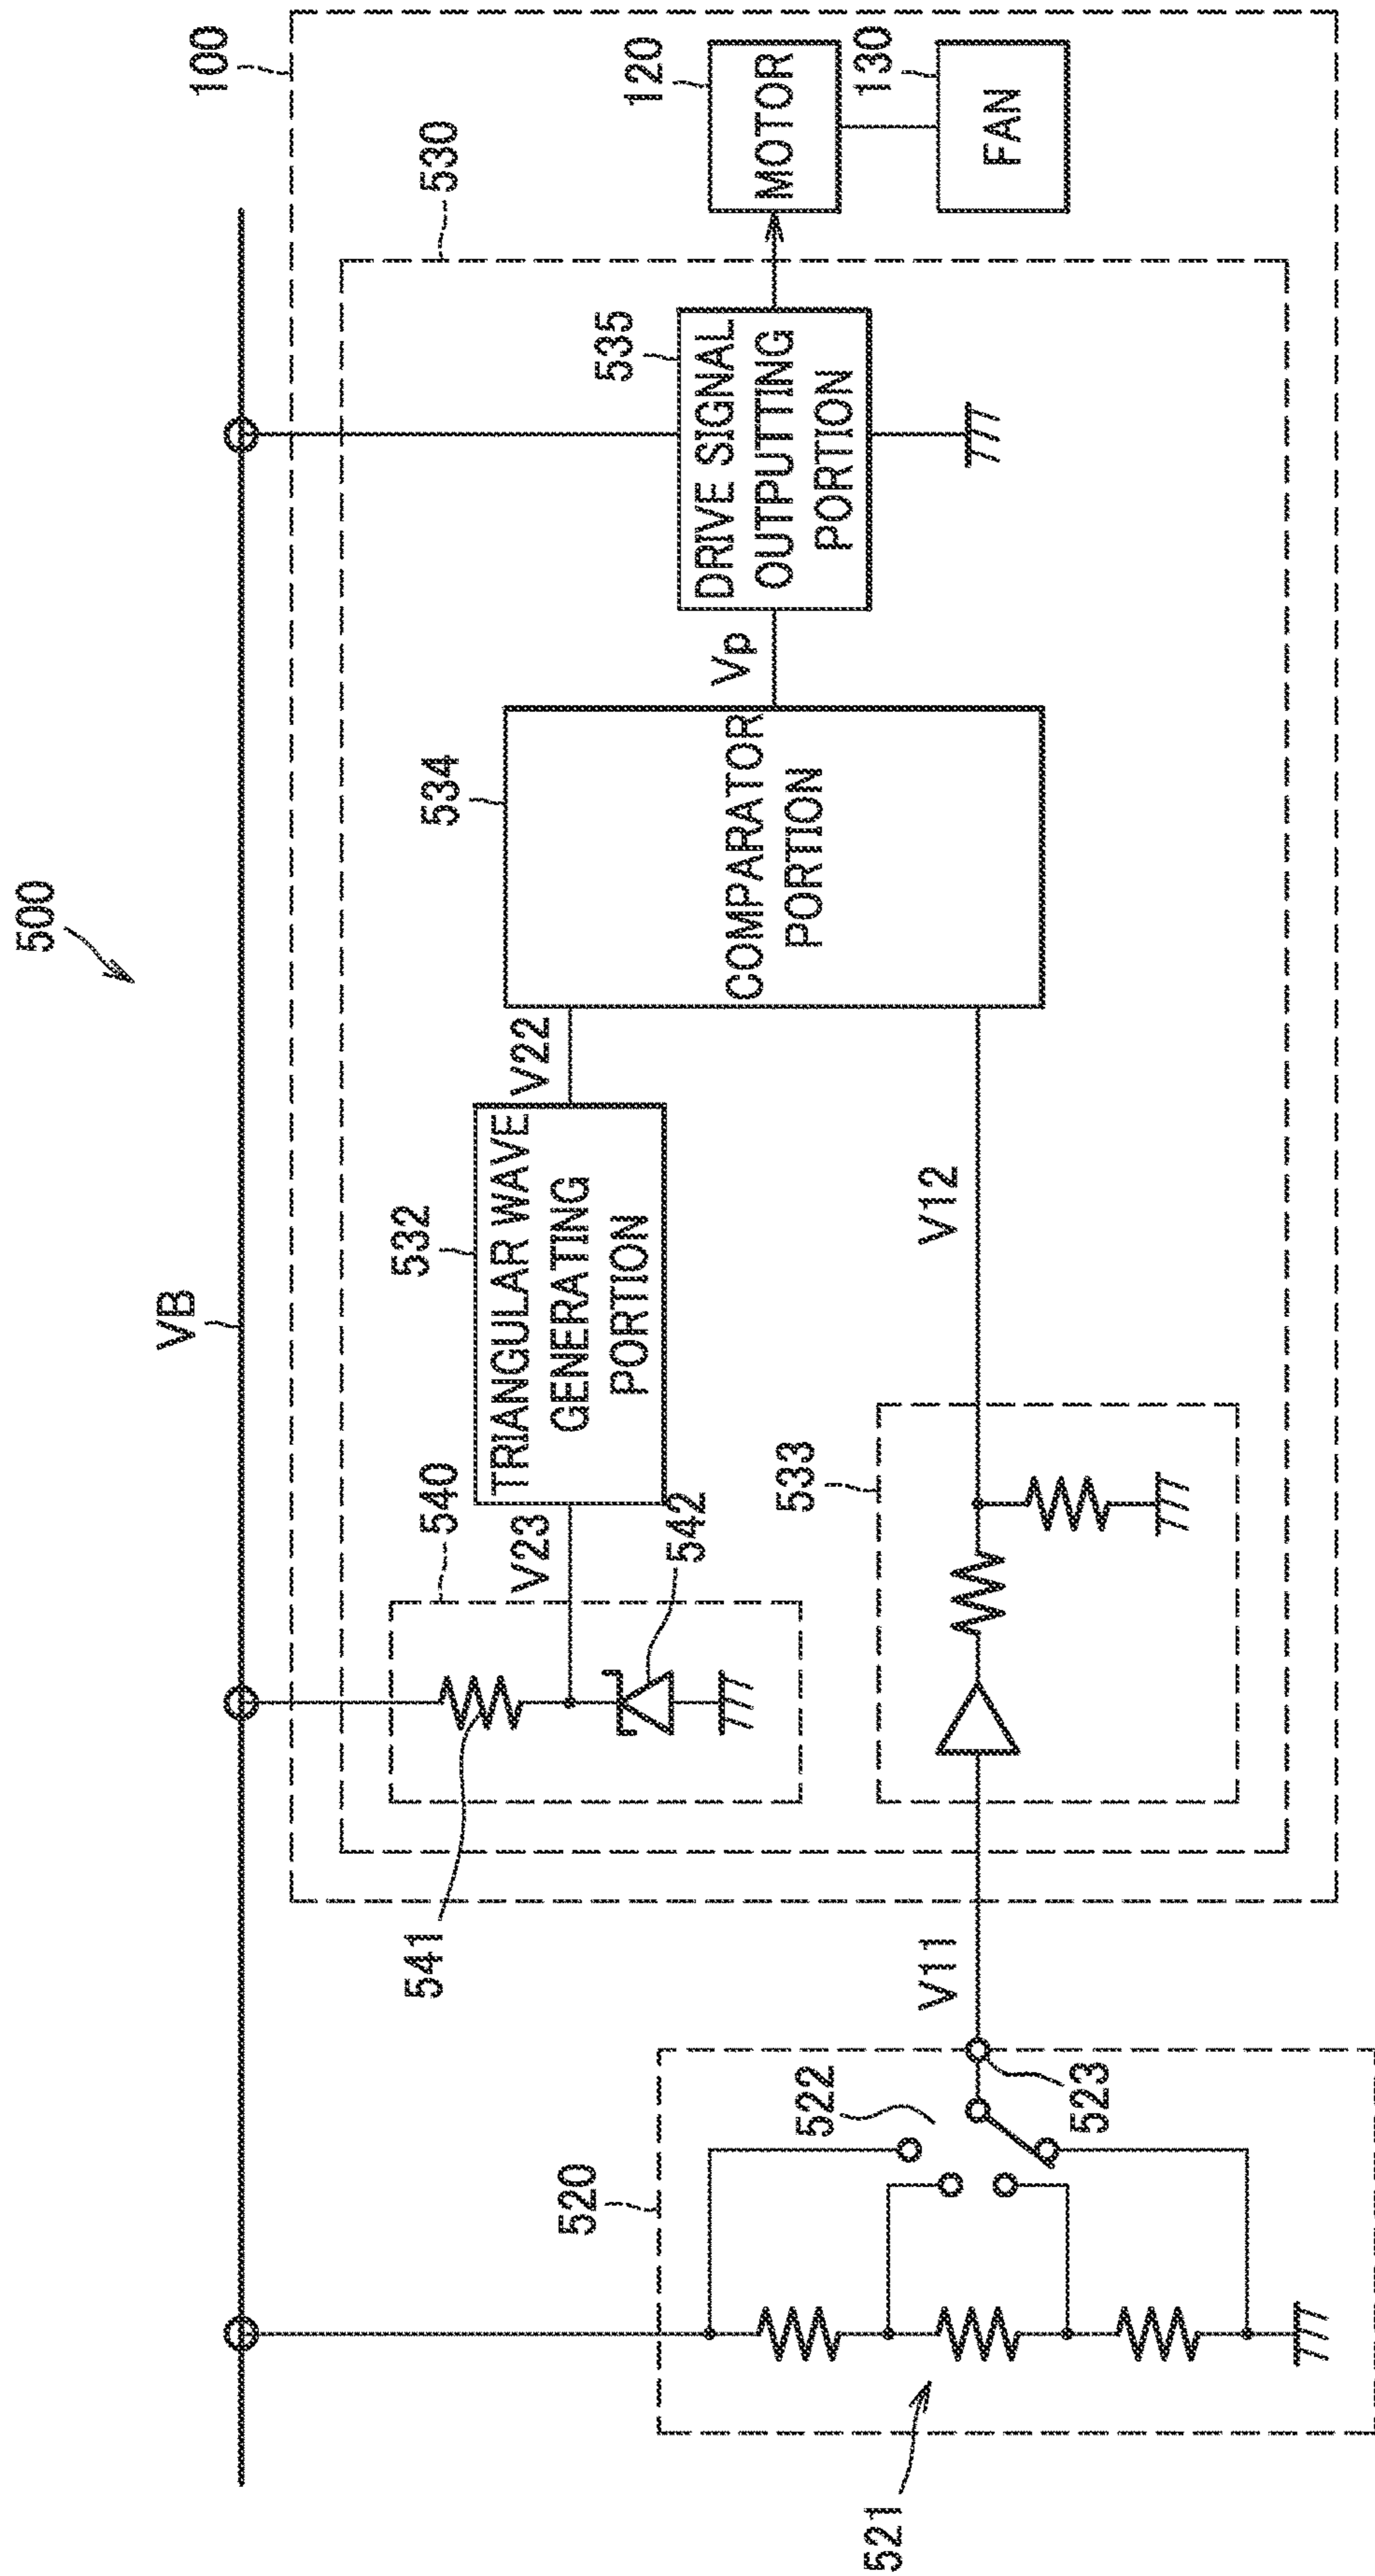 500
VB
100
530
120
MOTOR
130
FAN
535
DRIVE SIGNAL
OUTPUTTING
PORTION
Vp
534
COMPARATOR
PORTION
V22
532
TRIANGULAR WAVE
GENERATING
PORTION
V23
540
542
541
533
V12
V11
520
522
523
521